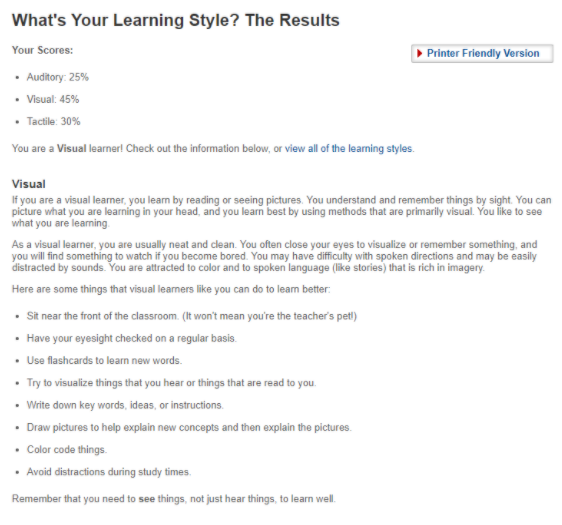 What's Your Learning Style? The Results
Your Scores:
Printer Friendly Version
• Auditory: 25%
• Visual: 45%
• Tactile: 30%
You are a Visual learner! Check out the information below, or view all of the learning styles.
Visual
If you are a visual learner, you learn by reading or seeing pictures. You understand and remember things by sight. You can
picture what you are learning in your head, and you learn best by using methods that are primarily visual. You like to see
what you are learning.
As a visual learner, you are usually neat and clean. You often close your eyes to visualize or remember something, and
you will find something to watch if you become bored. You may have difficulty with spoken directions and may be easily
distracted by sounds. You are attracted to color and to spoken language (like stories) that is rich in imagery.
Here are some things that visual learners like you can do to learn better:
• Sit near the front of the classroom. (It won't mean you're the teacher's pet!)
• Have your eyesight checked on a regular basis.
• Use flashcards to learn new words.
• Try to visualize things that you hear or things that are read to you.
• Write down key words, ideas, or instructions.
• Draw pictures to help explain new concepts and then explain the pictures.
• Color code things.
• Avoid distractions during study times.
Remember that you need to see things, not just hear things, to learn well.